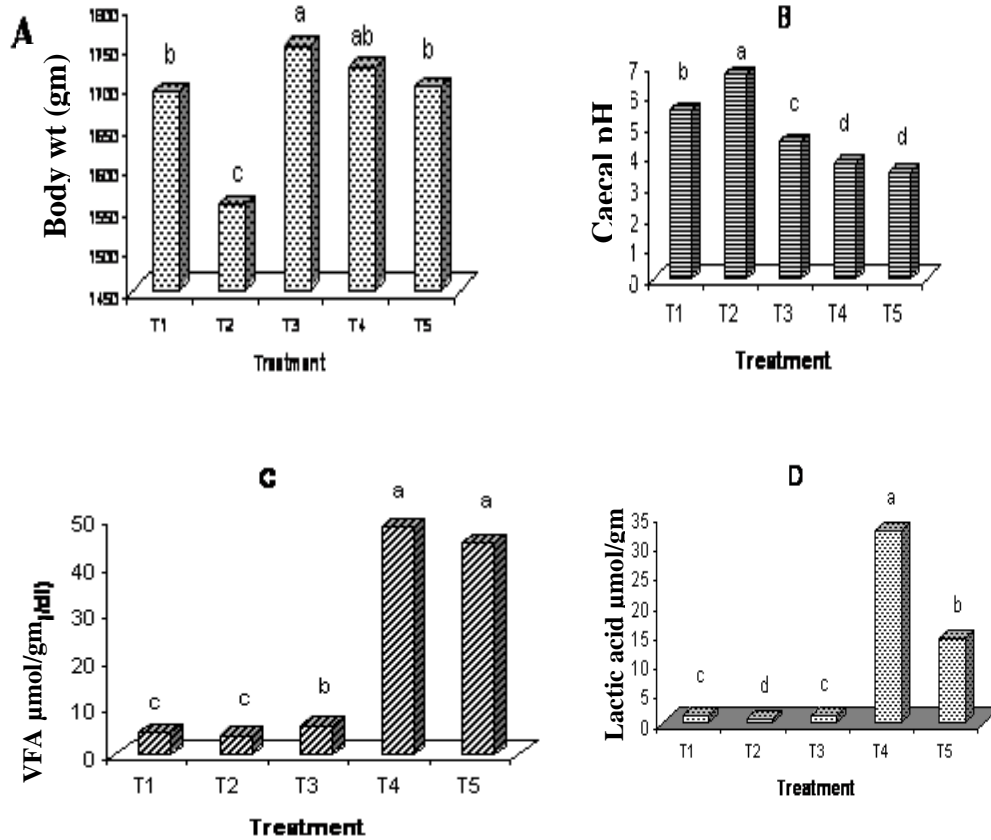 A
Body wt (gm)
1800
1750
1700
1650
1600
1550
1500
1450
b
c
a
ab
b
T1 T2 T3 T4 T5
Treatment
B
Caecal pH
7
6
5
4
3
2
1
0
b
a
c
d
d
T1 T2 T3 T4 T5
Treatment
C
VFA µmol/gm
50
40
30
20
10
0
c
c
b
a
a
T1 T2 T3 T4 T5
Treatment
D
Lactic acid µmol/gm
35
30
25
20
15
10
5
0
c
d
c
a
b
T1 T2 T3 T4 T5
Treatment